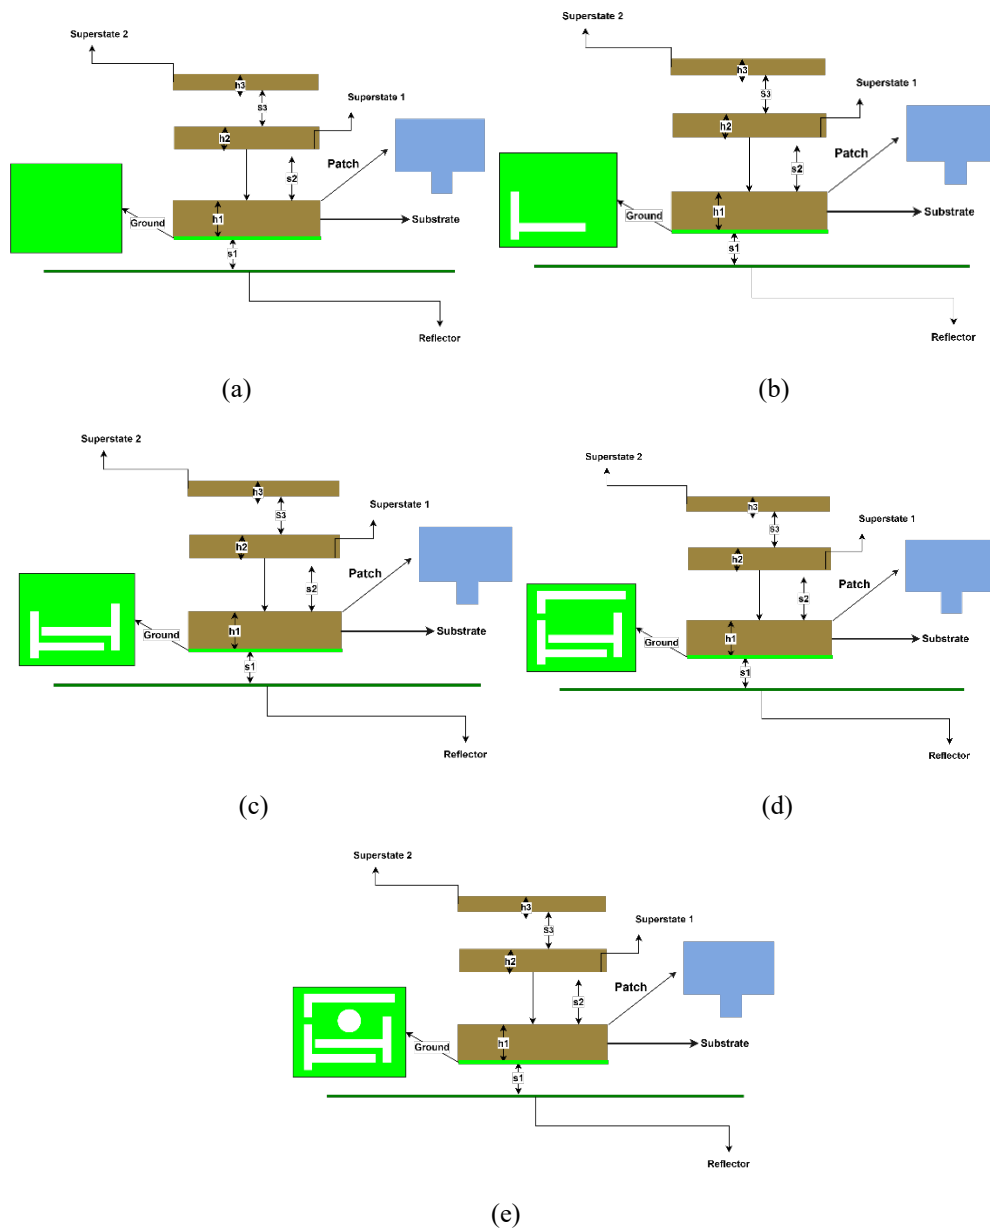 Superstate 2
h3
S3
Superstate 1
h2
Patch
s2
h1
Ground
Substrate
s1
Reflector
(a)
Superstate 2
h3
S3
Superstate 1
h2
Patch
s2
h1
Ground
Substrate
s1
Reflector
(b)
Superstate 2
h3
S3
Superstate 1
h2
Patch
s2
h1
Ground
Substrate
s1
Reflector
(c)
Superstate 2
h3
S3
Superstate 1
h2
Patch
s2
h1
Ground
Substrate
s1
Reflector
(d)
Superstate 2
h3
S3
Superstate 1
h2
Patch
s2
h1
Ground
Substrate
s1
Reflector
(e)